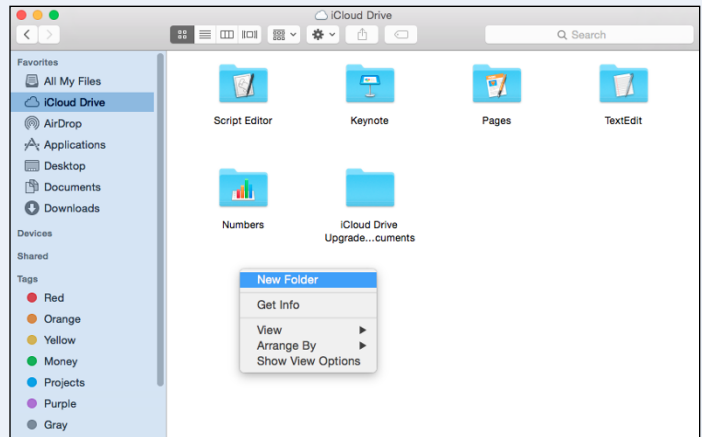 iCloud Drive
Search
Favorites
All My Files
iCloud Drive
AirDrop
Applications
Desktop
Documents
Downloads
Devices
Shared
Tags
Red
Orange
Yellow
Money
Projects
Purple
Gray
Script Editor
Keynote
Pages
TextEdit
Numbers
iCloud Drive
Upgrade...cuments
New Folder
Get Info
View
Arrange By
Show View Options